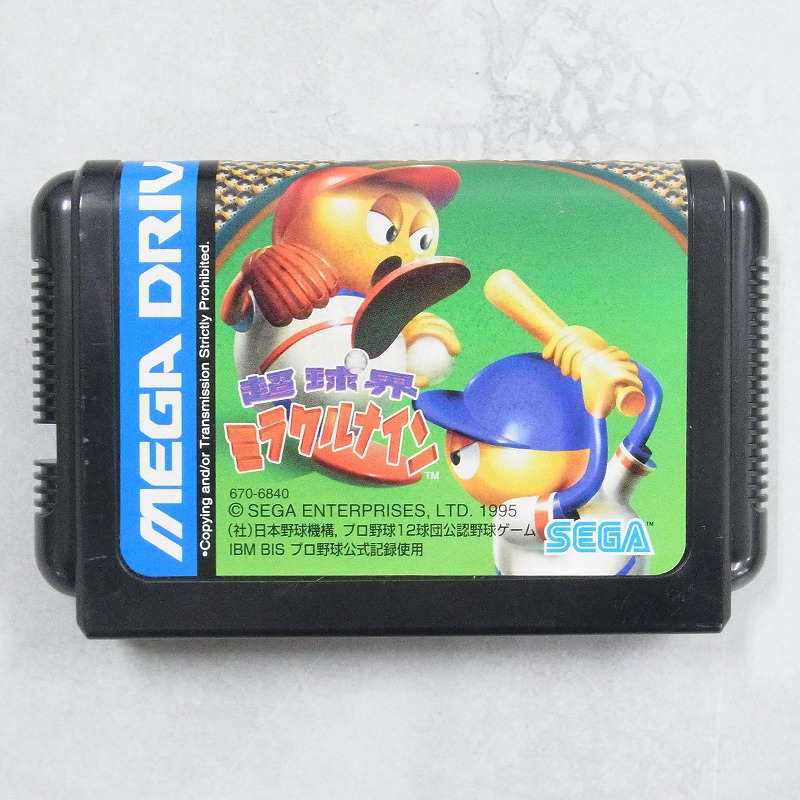 MEGA DRIV
•Copying and/or Transmission Strictly Prohibited.
超球界
ミラクルナイン
TM
670-6840
© SEGA ENTERPRISES, LTD. 1995
(社)日本野球機構, プロ野球12球団公認野球ゲーム
IBM BIS プロ野球公式記録使用
SEGA TM